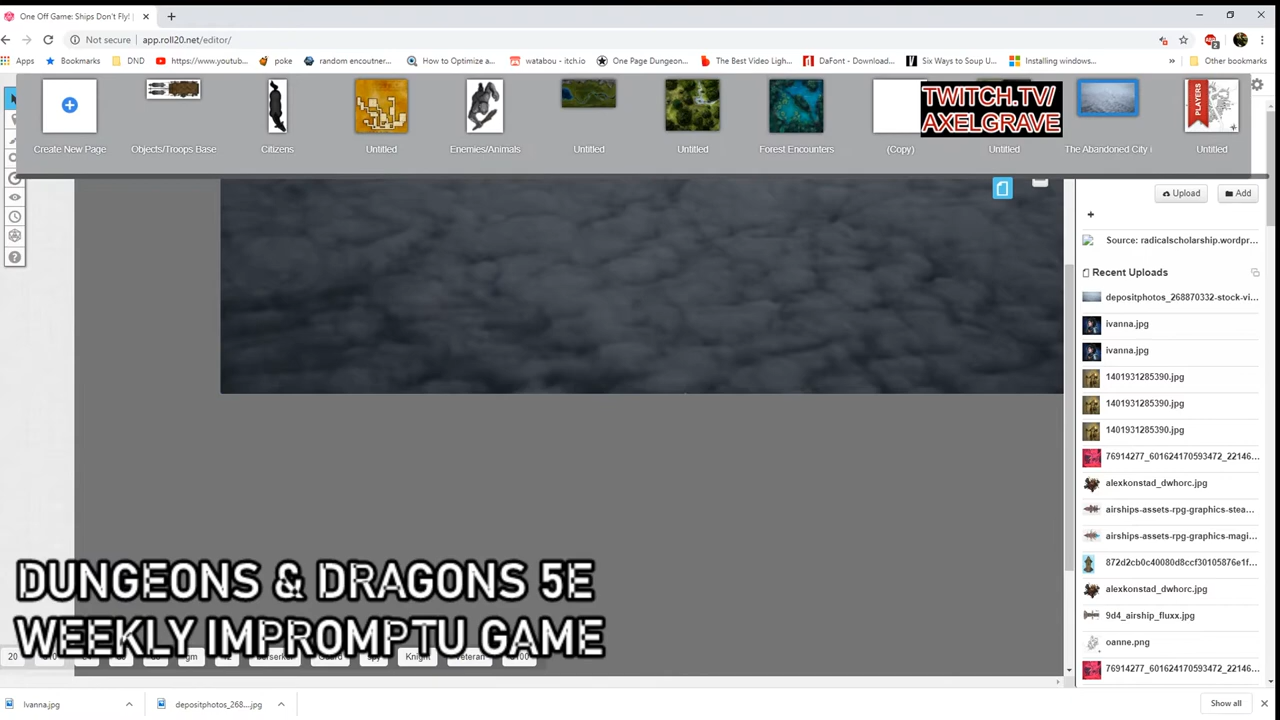 One Off Game: Ships Don't Fly! |
Not secure | app.roll20.net/editor/
Apps Bookmarks DND https://www.youtub... poke random encoutner... How to Optimize a... watabou - itch.io One Page Dungeon... The Best Video Ligh... DaFont - Download... Six Ways to Soup U... Installing windows... » Other bookmarks
TWITCH.TV/
AXELGRAVE
PLAYERS
Create New Page Objects/Troops Base Citizens Untitled Enemies/Animals Untitled Untitled Forest Encounters (Copy) Untitled The Abandoned City i Untitled
Upload Add
Source: radicalscholarship.wordpr...
Recent Uploads
depositphotos_268870332-stock-vi...
ivanna.jpg
ivanna.jpg
1401931285390.jpg
1401931285390.jpg
1401931285390.jpg
76914277_601624170593472_22146...
alexkonstad_dwhorc.jpg
airships-assets-rpg-graphics-stea...
airships-assets-rpg-graphics-magi...
872d2cb0c40080d8ccf30105876e1f...
alexkonstad_dwhorc.jpg
9d4_airship_fluxx.jpg
oanne.png
76914277_601624170593472_22146...
DUNGEONS & DRAGONS 5E
WEEKLY IMPROMPTU GAME
20 Knight Veteran
Ivanna.jpg depositphotos_268....jpg Show all